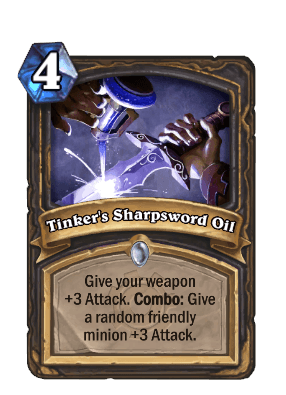 4
Tinker's Sharpsword Oil
Give your weapon
+3 Attack. Combo: Give
a random friendly
minion +3 Attack.